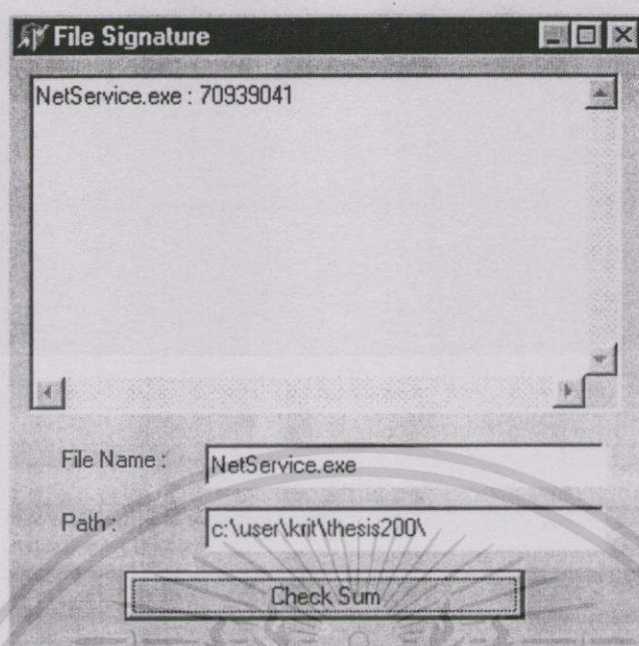 File Signature
NetService.exe : 70939041
File Name : NetService.exe
Path : c:\user\krit\thesis200\
Check Sum